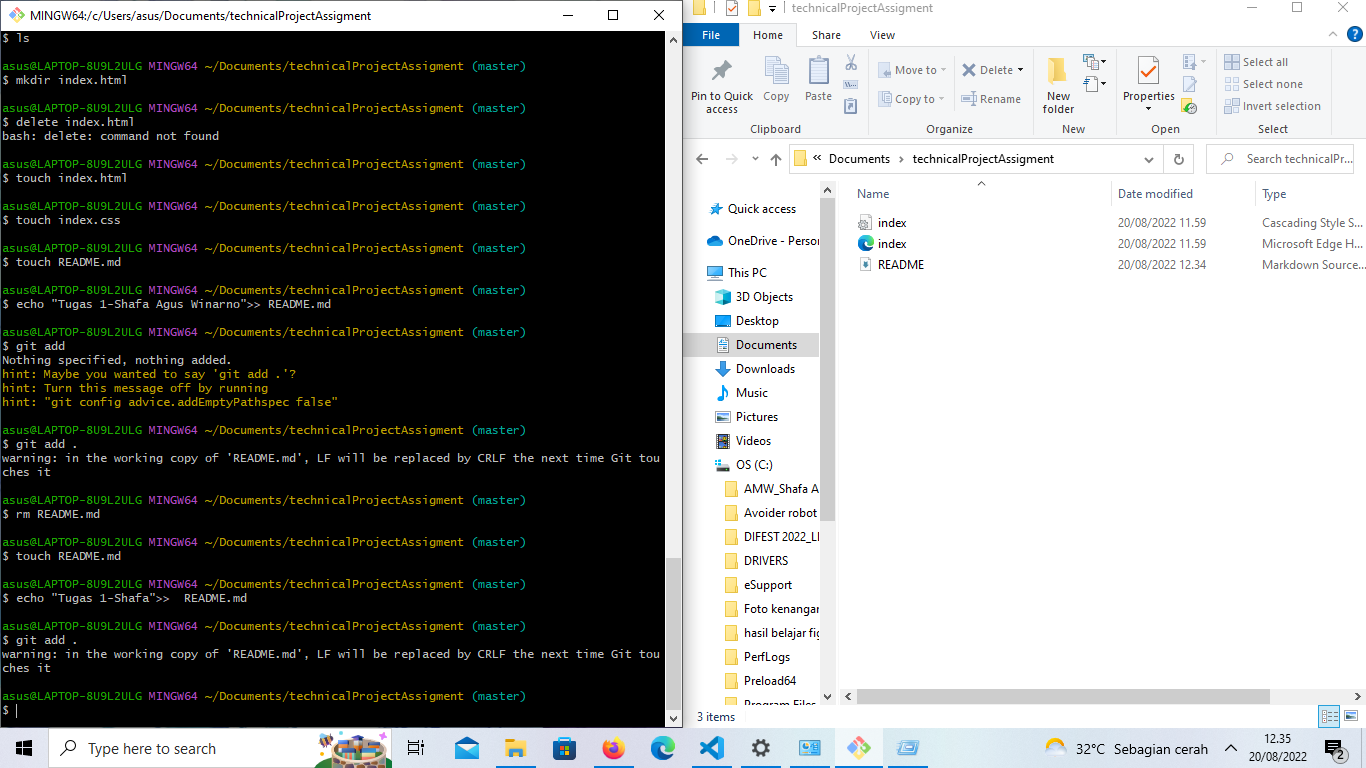 MINGW64:/c/Users/asus/Documents/technicalProjectAssigment
$ ls
asus@LAPTOP-8U9L2ULG MINGW64 ~/Documents/technicalProjectAssigment (master)
$ mkdir index.html
asus@LAPTOP-8U9L2ULG MINGW64 ~/Documents/technicalProjectAssigment (master)
$ delete index.html
bash: delete: command not found
asus@LAPTOP-8U9L2ULG MINGW64 ~/Documents/technicalProjectAssigment (master)
$ touch index.html
asus@LAPTOP-8U9L2ULG MINGW64 ~/Documents/technicalProjectAssigment (master)
$ touch index.css
asus@LAPTOP-8U9L2ULG MINGW64 ~/Documents/technicalProjectAssigment (master)
$ touch README.md
asus@LAPTOP-8U9L2ULG MINGW64 ~/Documents/technicalProjectAssigment (master)
$ echo "Tugas 1-Shafa Agus Winarno">> README.md
asus@LAPTOP-8U9L2ULG MINGW64 ~/Documents/technicalProjectAssigment (master)
$ git add
Nothing specified, nothing added.
hint: Maybe you wanted to say 'git add .'?
hint: Turn this message off by running
hint: "git config advice.addEmptyPathspec false"
asus@LAPTOP-8U9L2ULG MINGW64 ~/Documents/technicalProjectAssigment (master)
$ git add .
warning: in the working copy of 'README.md', LF will be replaced by CRLF the next time Git tou
ches it
asus@LAPTOP-8U9L2ULG MINGW64 ~/Documents/technicalProjectAssigment (master)
$ rm README.md
asus@LAPTOP-8U9L2ULG MINGW64 ~/Documents/technicalProjectAssigment (master)
$ touch README.md
asus@LAPTOP-8U9L2ULG MINGW64 ~/Documents/technicalProjectAssigment (master)
$ echo "Tugas 1-Shafa">>  README.md
asus@LAPTOP-8U9L2ULG MINGW64 ~/Documents/technicalProjectAssigment (master)
$ git add .
warning: in the working copy of 'README.md', LF will be replaced by CRLF the next time Git tou
ches it
asus@LAPTOP-8U9L2ULG MINGW64 ~/Documents/technicalProjectAssigment (master)
$
technicalProjectAssigment
File Home Share View
Pin to Quick access
Copy
Paste
Move to
Copy to
Delete
Rename
New folder
Properties
Select all
Select none
Invert selection
Clipboard Organize New Open Select
« Documents › technicalProjectAssigment
Search technicalPr...
Quick access
OneDrive - Person
This PC
3D Objects
Desktop
Documents
Downloads
Music
Pictures
Videos
OS (C:)
AMW_Shafa A
Avoider robot
DIFEST 2022_LI
DRIVERS
eSupport
Foto kenangan
hasil belajar fig
PerfLogs
Preload64
Program Files
Name Date modified Type
index 20/08/2022 11.59 Cascading Style S...
index 20/08/2022 11.59 Microsoft Edge H...
README 20/08/2022 12.34 Markdown Source...
3 items
Type here to search
32°C Sebagian cerah
12.35
20/08/2022
2